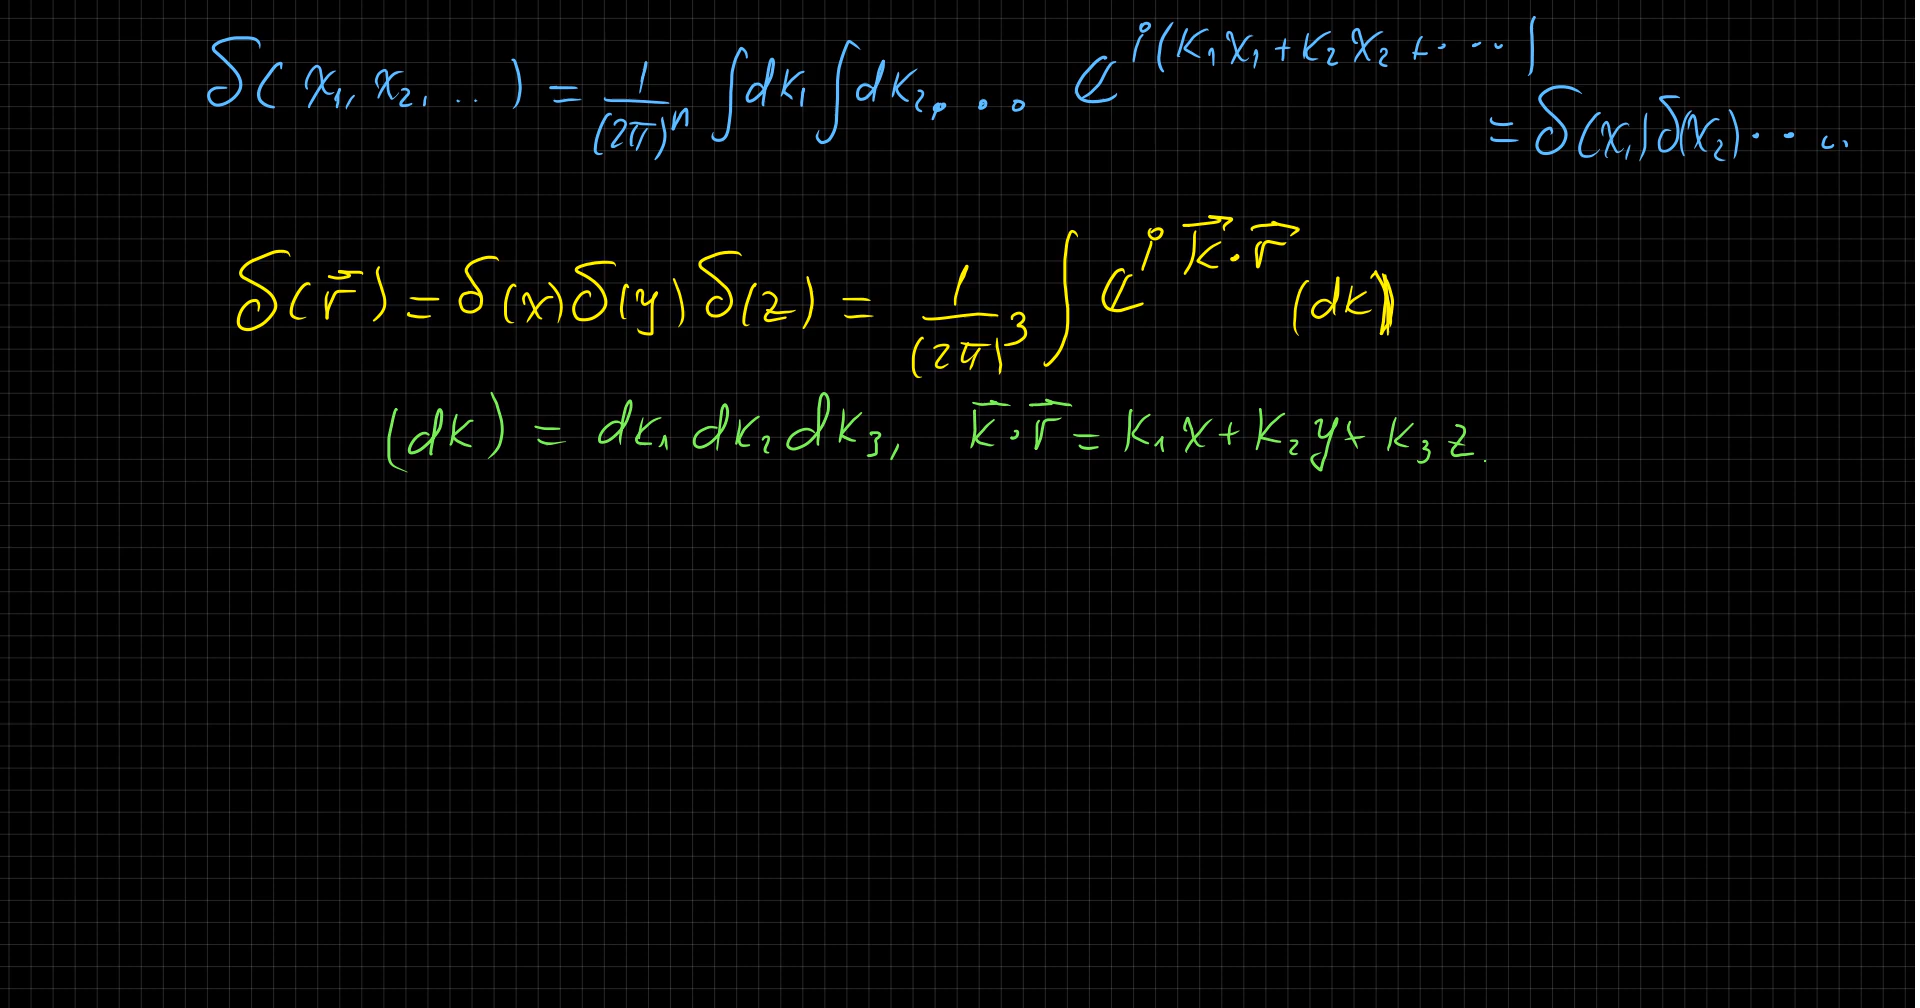 δ(x₁, x₂, ..) = 1/(2π)ⁿ ∫dk₁ ∫dk₂, ... e^{i(k₁x₁ + k₂x₂ + ....)} = δ(x₁)δ(x₂)....
δ(r⃗) = δ(x)δ(y)δ(z) = 1/(2π)³ ∫ e^{i k⃗·r⃗} (dk)
(dk) = dk₁ dk₂ dk₃, k⃗·r⃗ = k₁x + k₂y + k₃z.